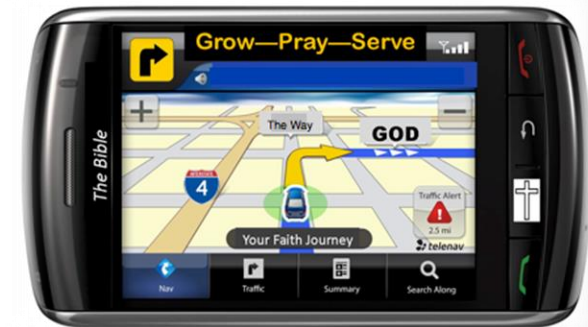 Grow—Pray—Serve
The Bible
The Way
GOD
4
Traffic Alert
2.5 mi
Your Faith Journey
telenav
Nav
Traffic
Summary
Search Along